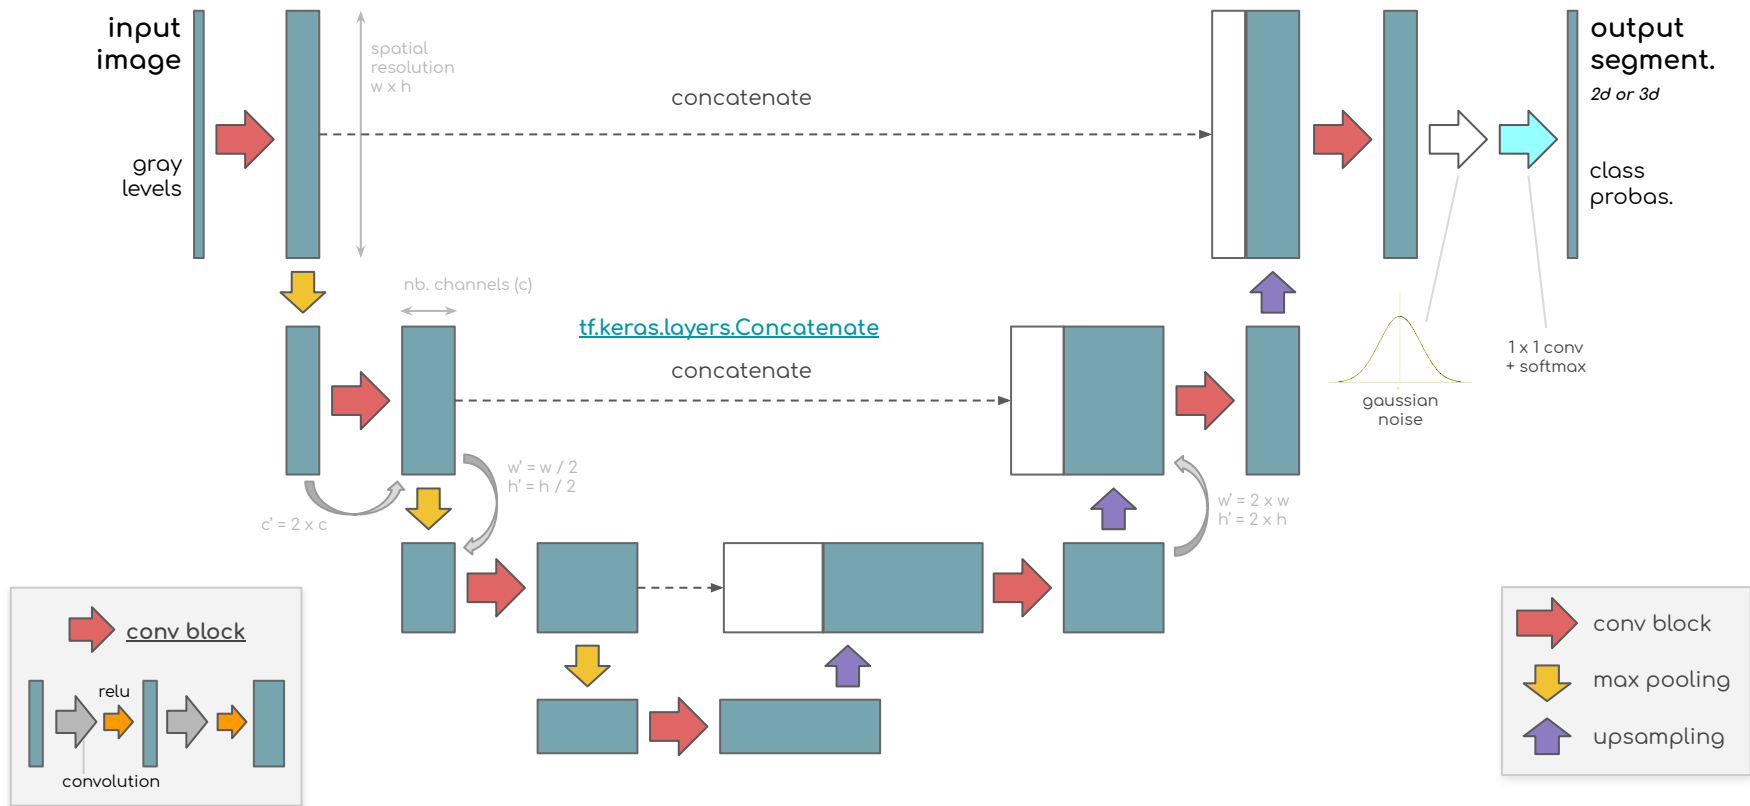 input
image
gray
levels
spatial
resolution
w x h
concatenate
output
segment.
2d or 3d
class
probas.
nb. channels (c)
tf.keras.layers.Concatenate
concatenate
gaussian
noise
1 x 1 conv
+ softmax
c' = 2 x c
w' = w / 2
h' = h / 2
w' = 2 x w
h' = 2 x h
conv block
relu
convolution
conv block
max pooling
upsampling